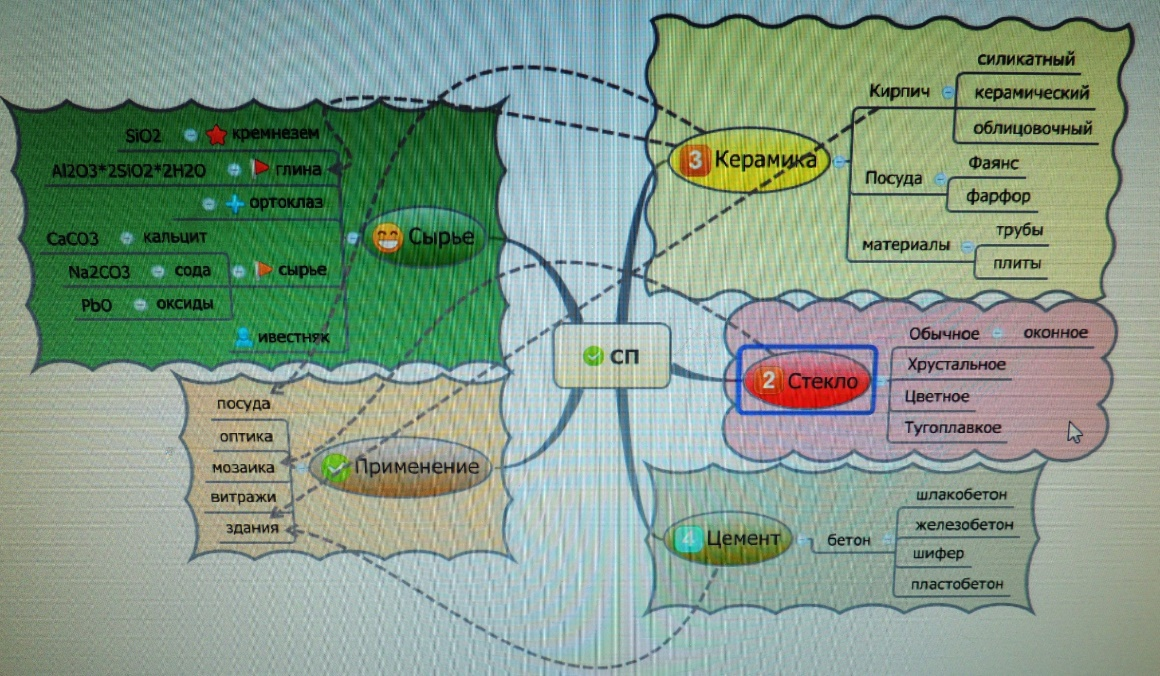 СП
Сырье
SiO2 кремнезем
Al2O3*2SiO2*2H2O глина
ортоклаз
CaCO3 кальцит
Na2CO3 сода сырье
PbO оксиды
ивестняк
Применение
посуда
оптика
мозаика
витражи
здания
3 Керамика
Кирпич
силикатный
керамический
облицовочный
Посуда
Фаянс
фарфор
материалы
трубы
плиты
2 Стекло
Обычное оконное
Хрустальное
Цветное
Тугоплавкое
4 Цемент
бетон
шлакобетон
железобетон
шифер
пластобетон